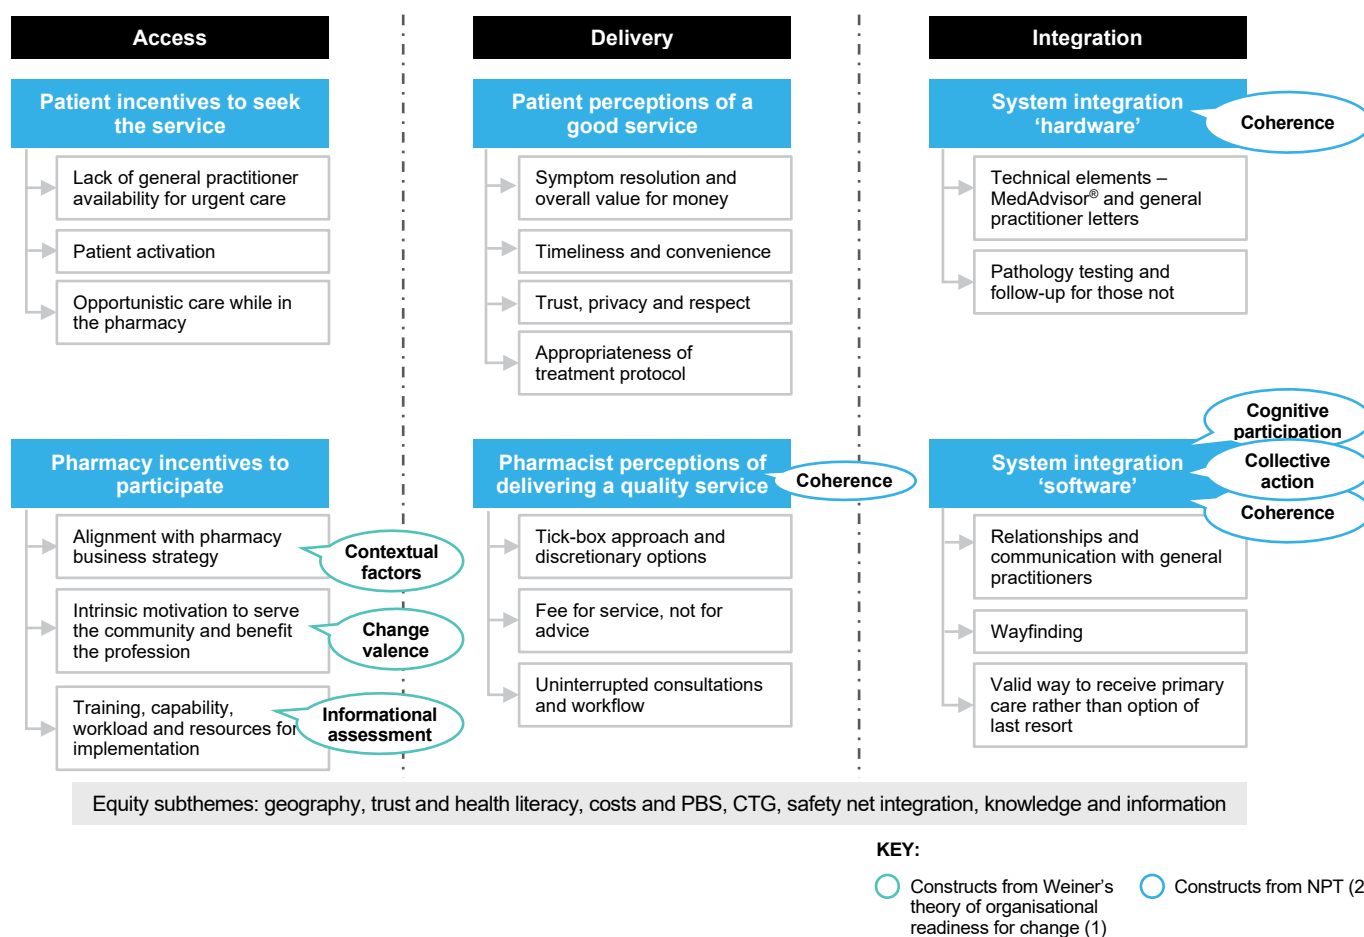 Access
Patient incentives to seek
the service
Lack of general practitioner
availability for urgent care
Patient activation
Opportunistic care while in
the pharmacy
Pharmacy incentives to
participate
Alignment with pharmacy
business strategy
Contextual
factors
Intrinsic motivation to serve
the community and benefit
the profession
Change
valence
Training, capability,
workload and resources for
implementation
Informational
assessment
Delivery
Patient perceptions of a
good service
Symptom resolution and
overall value for money
Timeliness and convenience
Trust, privacy and respect
Appropriateness of
treatment protocol
Pharmacist perceptions of
delivering a quality service
Coherence
Tick-box approach and
discretionary options
Fee for service, not for
advice
Uninterrupted consultations
and workflow
Integration
System integration
‘hardware’
Coherence
Technical elements –
MedAdvisor® and general
practitioner letters
Pathology testing and
follow-up for those not
System integration
‘software’
Cognitive
participation
Collective
action
Coherence
Relationships and
communication with general
practitioners
Wayfinding
Valid way to receive primary
care rather than option of
last resort
Equity subthemes: geography, trust and health literacy, costs and PBS, CTG, safety net integration, knowledge and information
KEY:
Constructs from Weiner’s
theory of organisational
readiness for change (1)
Constructs from NPT (2